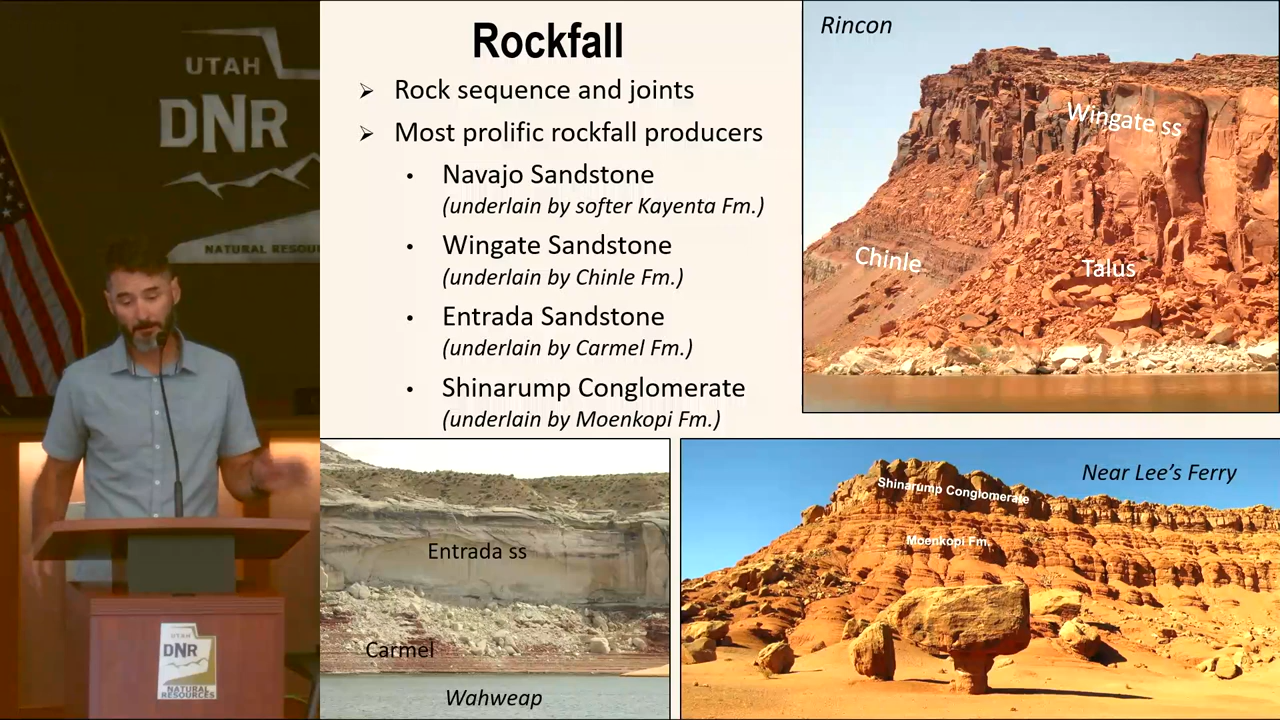 UTAH
DNR
NATURAL RESOU
UTAH
DNR
NATURAL
RESOURCES
Rockfall
➢ Rock sequence and joints
➢ Most prolific rockfall producers
• Navajo Sandstone
(underlain by softer Kayenta Fm.)
• Wingate Sandstone
(underlain by Chinle Fm.)
• Entrada Sandstone
(underlain by Carmel Fm.)
• Shinarump Conglomerate
(underlain by Moenkopi Fm.)
Rincon
Wingate ss
Chinle
Talus
Entrada ss
Carmel
Wahweap
Near Lee's Ferry
Shinarump Conglomerate
Moenkopi Fm.